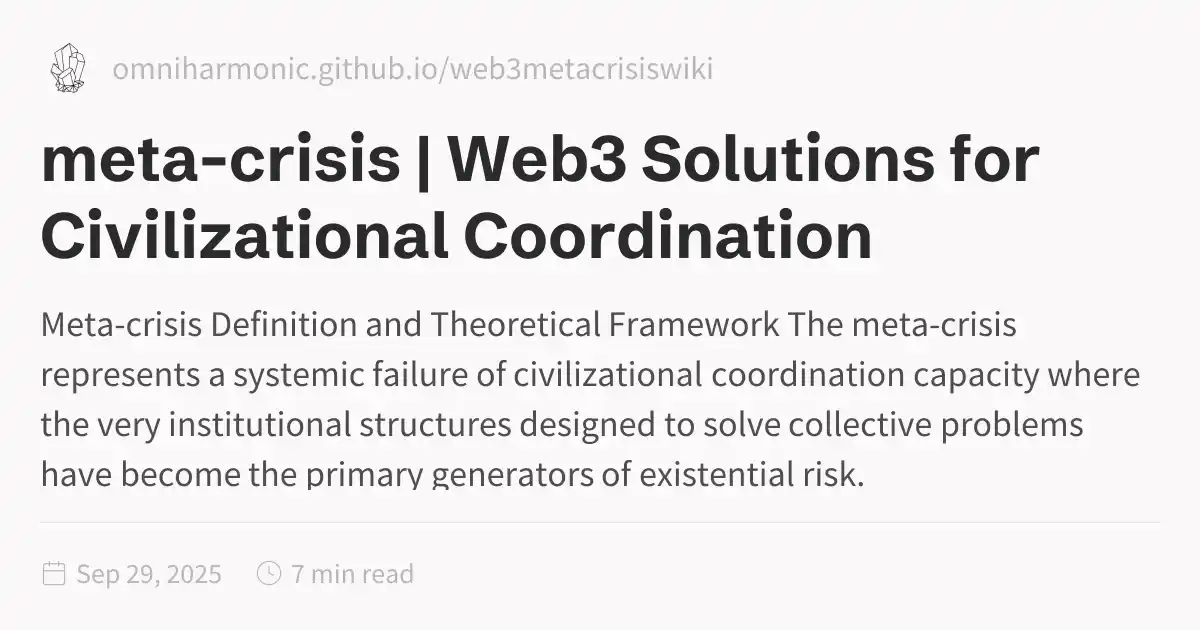 omniharmonic.github.io/web3metacrisiswiki
meta-crisis | Web3 Solutions for
Civilizational Coordination
Meta-crisis Definition and Theoretical Framework The meta-crisis
represents a systemic failure of civilizational coordination capacity where
the very institutional structures designed to solve collective problems
have become the primary generators of existential risk.
Sep 29, 2025 7 min read